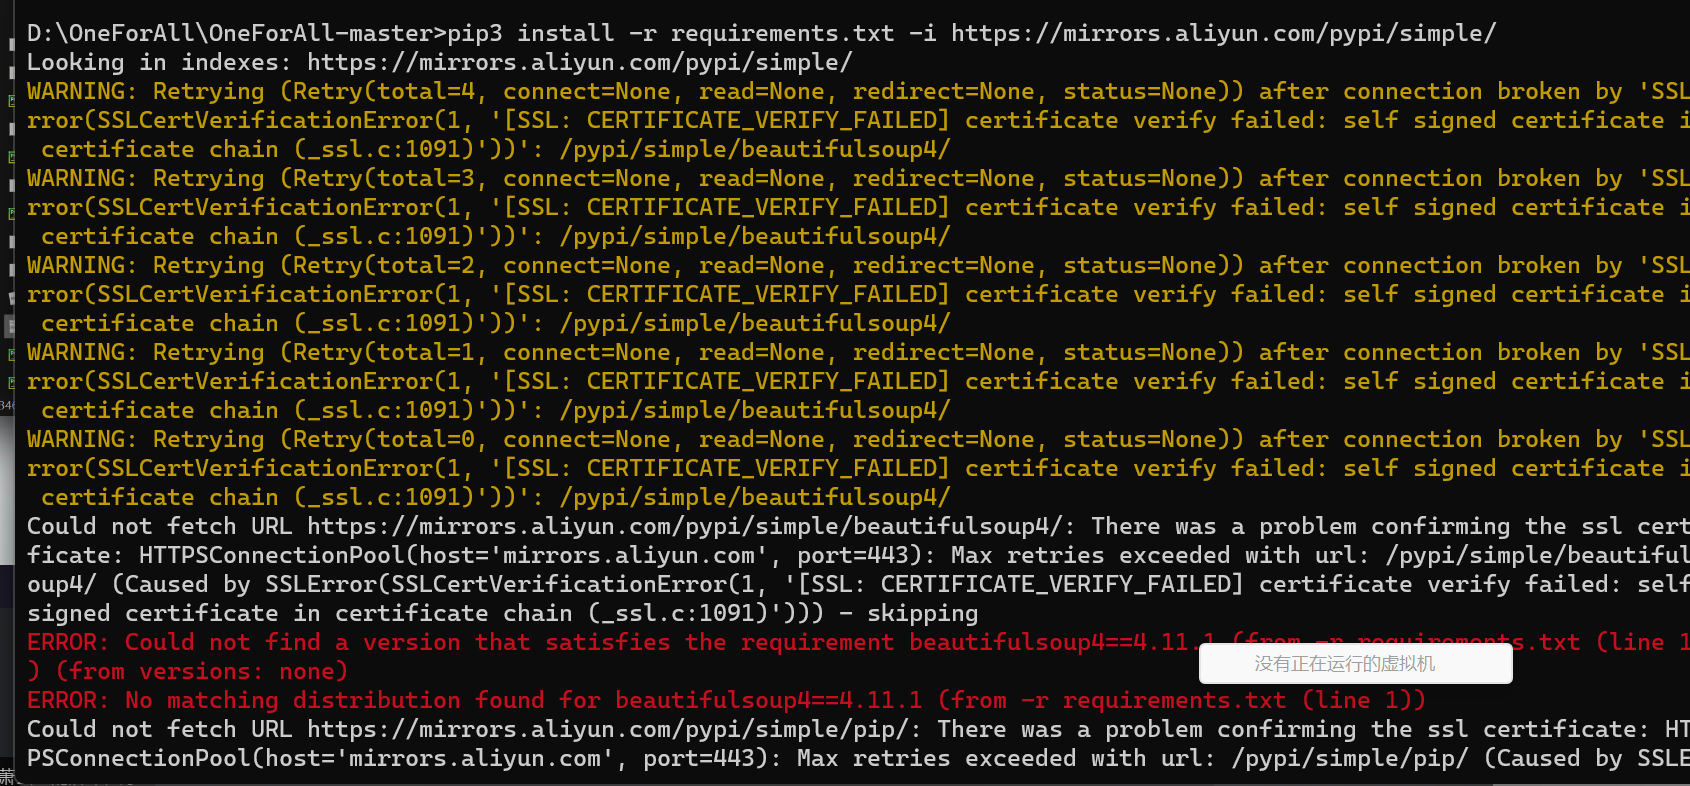 D:\OneForAll\OneForAll-master>pip3 install -r requirements.txt -i https://mirrors.aliyun.com/pypi/simple/
Looking in indexes: https://mirrors.aliyun.com/pypi/simple/
WARNING: Retrying (Retry(total=4, connect=None, read=None, redirect=None, status=None)) after connection broken by 'SSL
rror(SSLCertVerificationError(1, '[SSL: CERTIFICATE_VERIFY_FAILED] certificate verify failed: self signed certificate i
certificate chain (_ssl.c:1091)'))': /pypi/simple/beautifulsoup4/
WARNING: Retrying (Retry(total=3, connect=None, read=None, redirect=None, status=None)) after connection broken by 'SSL
rror(SSLCertVerificationError(1, '[SSL: CERTIFICATE_VERIFY_FAILED] certificate verify failed: self signed certificate i
certificate chain (_ssl.c:1091)'))': /pypi/simple/beautifulsoup4/
WARNING: Retrying (Retry(total=2, connect=None, read=None, redirect=None, status=None)) after connection broken by 'SSL
rror(SSLCertVerificationError(1, '[SSL: CERTIFICATE_VERIFY_FAILED] certificate verify failed: self signed certificate i
certificate chain (_ssl.c:1091)'))': /pypi/simple/beautifulsoup4/
WARNING: Retrying (Retry(total=1, connect=None, read=None, redirect=None, status=None)) after connection broken by 'SSL
rror(SSLCertVerificationError(1, '[SSL: CERTIFICATE_VERIFY_FAILED] certificate verify failed: self signed certificate i
certificate chain (_ssl.c:1091)'))': /pypi/simple/beautifulsoup4/
WARNING: Retrying (Retry(total=0, connect=None, read=None, redirect=None, status=None)) after connection broken by 'SSL
rror(SSLCertVerificationError(1, '[SSL: CERTIFICATE_VERIFY_FAILED] certificate verify failed: self signed certificate i
certificate chain (_ssl.c:1091)'))': /pypi/simple/beautifulsoup4/
Could not fetch URL https://mirrors.aliyun.com/pypi/simple/beautifulsoup4/: There was a problem confirming the ssl cert
ficate: HTTPSConnectionPool(host='mirrors.aliyun.com', port=443): Max retries exceeded with url: /pypi/simple/beautiful
oup4/ (Caused by SSLError(SSLCertVerificationError(1, '[SSL: CERTIFICATE_VERIFY_FAILED] certificate verify failed: self
signed certificate in certificate chain (_ssl.c:1091)'))) - skipping
ERROR: Could not find a version that satisfies the requirement beautifulsoup4==4.11.1 (from -r requirements.txt (line 1
) (from versions: none)
没有正在运行的虚拟机
ERROR: No matching distribution found for beautifulsoup4==4.11.1 (from -r requirements.txt (line 1))
Could not fetch URL https://mirrors.aliyun.com/pypi/simple/pip/: There was a problem confirming the ssl certificate: HT
PSConnectionPool(host='mirrors.aliyun.com', port=443): Max retries exceeded with url: /pypi/simple/pip/ (Caused by SSLE